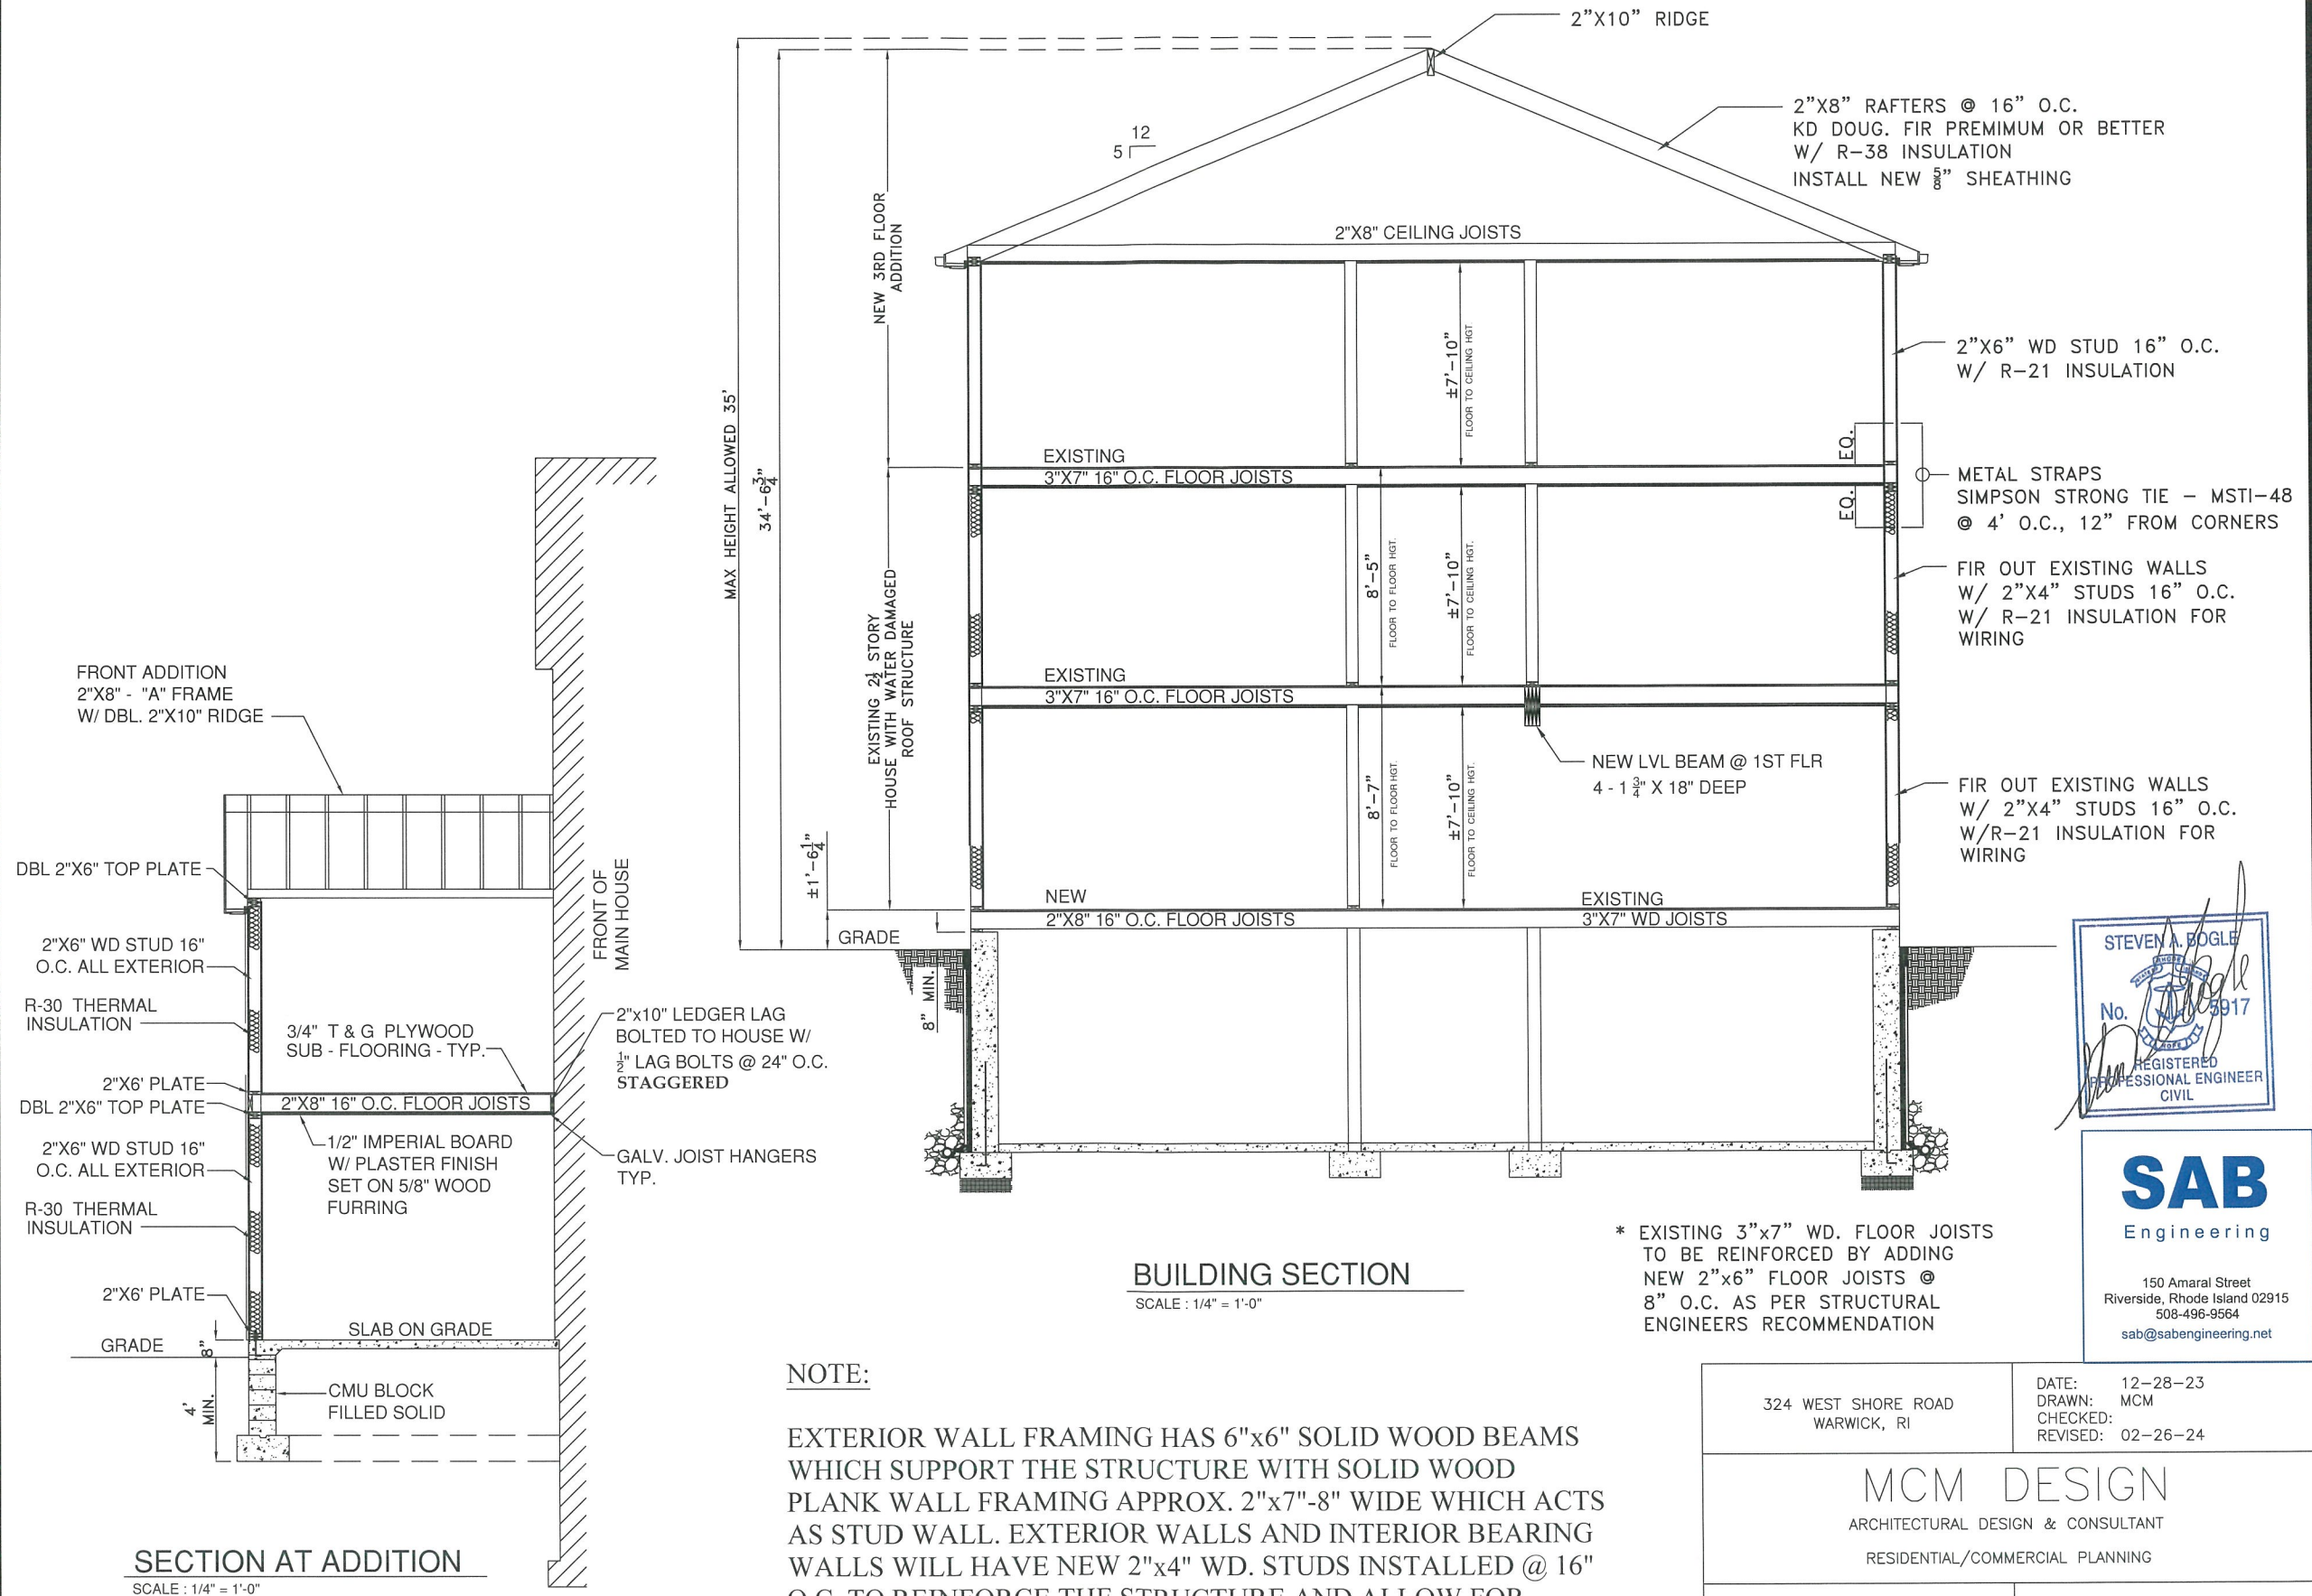 2"X10" RIDGE
2"X8" RAFTERS @ 16" O.C.
KD DOUG. FIR PREMIMUM OR BETTER
W/ R-38 INSULATION
INSTALL NEW 5/8" SHEATHING
12
5
2"X8" CEILING JOISTS
NEW 3RD FLOOR
ADDITION
MAX HEIGHT ALLOWED 35'
34'-6 3/4"
±7'-10"
FLOOR TO CEILING HGT.
2"X6" WD STUD 16" O.C.
W/ R-21 INSULATION
EQ.
EQ.
METAL STRAPS
SIMPSON STRONG TIE - MSTI-48
@ 4' O.C., 12" FROM CORNERS
EXISTING
3"X7" 16" O.C. FLOOR JOISTS
EXISTING 2 1/2 STORY
HOUSE WITH WATER DAMAGED
ROOF STRUCTURE
8'-5"
FLOOR TO FLOOR HGT.
±7'-10"
FLOOR TO CEILING HGT.
FIR OUT EXISTING WALLS
W/ 2"X4" STUDS 16" O.C.
W/ R-21 INSULATION FOR
WIRING
EXISTING
3"X7" 16" O.C. FLOOR JOISTS
NEW LVL BEAM @ 1ST FLR
4 - 1 3/4" X 18" DEEP
8'-7"
FLOOR TO FLOOR HGT.
±7'-10"
FLOOR TO CEILING HGT.
FIR OUT EXISTING WALLS
W/ 2"X4" STUDS 16" O.C.
W/R-21 INSULATION FOR
WIRING
±1'-6 1/4"
GRADE
8" MIN.
NEW
2"X8" 16" O.C. FLOOR JOISTS
EXISTING
3"X7" WD JOISTS
BUILDING SECTION
SCALE : 1/4" = 1'-0"
* EXISTING 3"x7" WD. FLOOR JOISTS
TO BE REINFORCED BY ADDING
NEW 2"x6" FLOOR JOISTS @
8" O.C. AS PER STRUCTURAL
ENGINEERS RECOMMENDATION
FRONT ADDITION
2"X8" - "A" FRAME
W/ DBL. 2"X10" RIDGE
DBL 2"X6" TOP PLATE
2"X6" WD STUD 16"
O.C. ALL EXTERIOR
R-30 THERMAL
INSULATION
3/4" T & G PLYWOOD
SUB - FLOORING - TYP.
2"X6' PLATE
DBL 2"X6" TOP PLATE
2"X8" 16" O.C. FLOOR JOISTS
2"X6" WD STUD 16"
O.C. ALL EXTERIOR
1/2" IMPERIAL BOARD
W/ PLASTER FINISH
SET ON 5/8" WOOD
FURRING
R-30 THERMAL
INSULATION
2"X6' PLATE
SLAB ON GRADE
GRADE
8"
4'
MIN.
CMU BLOCK
FILLED SOLID
FRONT OF
MAIN HOUSE
2"x10" LEDGER LAG
BOLTED TO HOUSE W/
1/2" LAG BOLTS @ 24" O.C.
STAGGERED
GALV. JOIST HANGERS
TYP.
SECTION AT ADDITION
SCALE : 1/4" = 1'-0"
NOTE:
EXTERIOR WALL FRAMING HAS 6"x6" SOLID WOOD BEAMS
WHICH SUPPORT THE STRUCTURE WITH SOLID WOOD
PLANK WALL FRAMING APPROX. 2"x7"-8" WIDE WHICH ACTS
AS STUD WALL. EXTERIOR WALLS AND INTERIOR BEARING
WALLS WILL HAVE NEW 2"x4" WD. STUDS INSTALLED @ 16"
O.C. TO REINFORCE THE STRUCTURE AND ALLOW FOR
STEVEN A. BOGLE
No. 5917
REGISTERED
PROFESSIONAL ENGINEER
CIVIL
SAB
Engineering
150 Amaral Street
Riverside, Rhode Island 02915
508-496-9564
sab@sabengineering.net
324 WEST SHORE ROAD
WARWICK, RI
DATE: 12-28-23
DRAWN: MCM
CHECKED:
REVISED: 02-26-24
MCM DESIGN
ARCHITECTURAL DESIGN & CONSULTANT
RESIDENTIAL/COMMERCIAL PLANNING